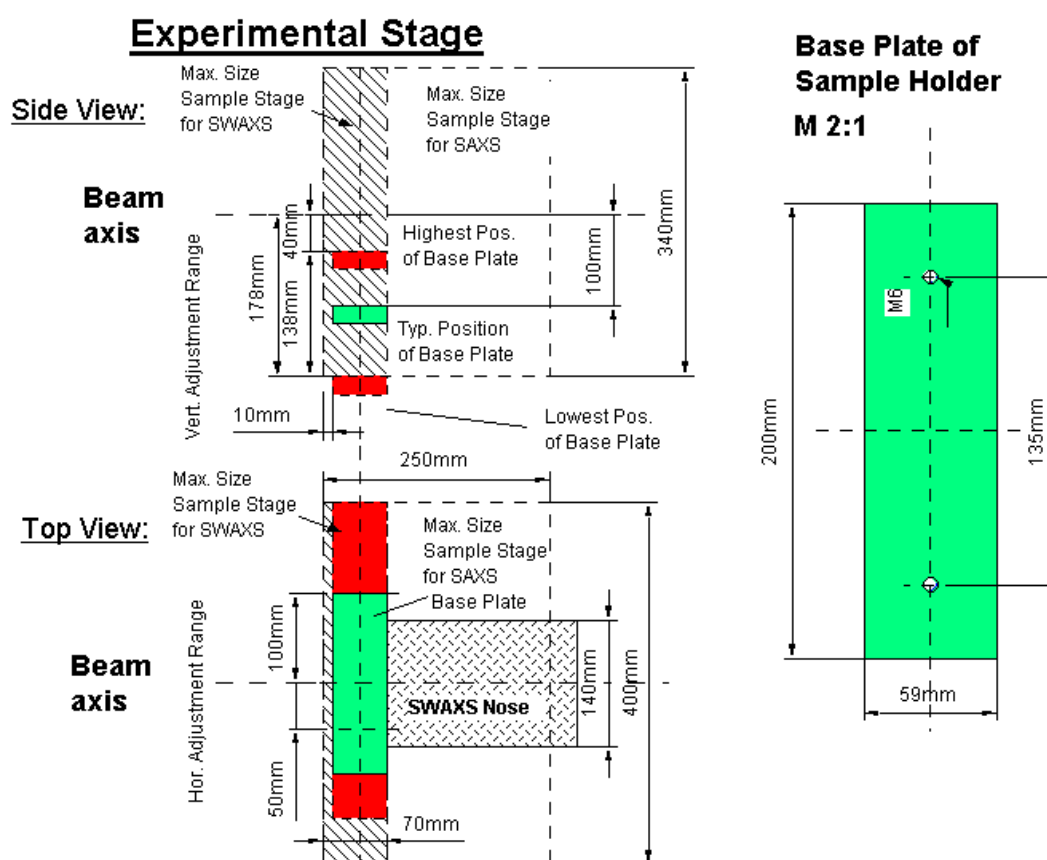 Experimental Stage
Side View:
Max. Size
Sample Stage
for SWAXS
Max. Size
Sample Stage
for SAXS
Beam
axis
Vert. Adjustment Range
178mm
40mm
138mm
Highest Pos.
of Base Plate
100mm
340mm
Typ. Position
of Base Plate
10mm
Lowest Pos.
of Base Plate
250mm
Top View:
Max. Size
Sample Stage
for SWAXS
Max. Size
Sample Stage
for SAXS
Base Plate
Beam
axis
Hor. Adjustment Range
100mm
50mm
SWAXS Nose
140mm
400mm
70mm
Base Plate of
Sample Holder
M 2:1
M6
200mm
135mm
59mm